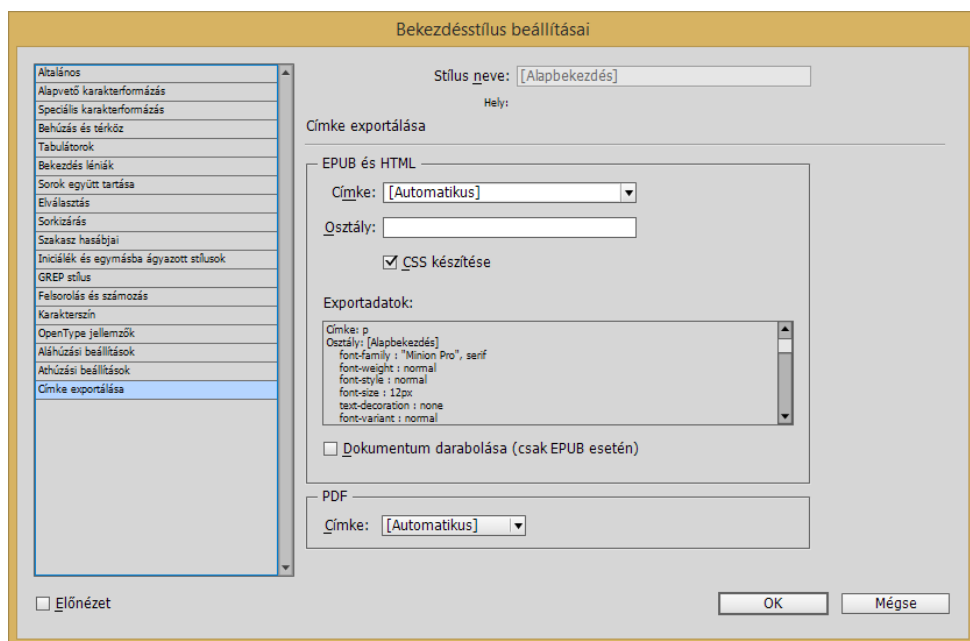 Bekezdésstílus beállításai
Általános
Alapvető karakterformázás
Speciális karakterformázás
Behúzás és térköz
Tabulátorok
Bekezdés léniák
Sorok együtt tartása
Elválasztás
Sorkizárás
Szakasz hasábjai
Iniciálék és egymásba ágyazott stílusok
GREP stílus
Felsorolás és számozás
Karakterszín
OpenType jellemzők
Aláhúzási beállítások
Áthúzási beállítások
Címke exportálása
Stílus neve: [Alapbekezdés]
Hely:
Címke exportálása
EPUB és HTML
Címke: [Automatikus]
Osztály:
CSS készítése
Exportadatok:
Címke: p
Osztály: [Alapbekezdés]
font-family : "Minion Pro", serif
font-weight : normal
font-style : normal
font-size : 12px
text-decoration : none
font-variant : normal
Dokumentum darabolása (csak EPUB esetén)
PDF
Címke: [Automatikus]
Előnézet
OK Mégse